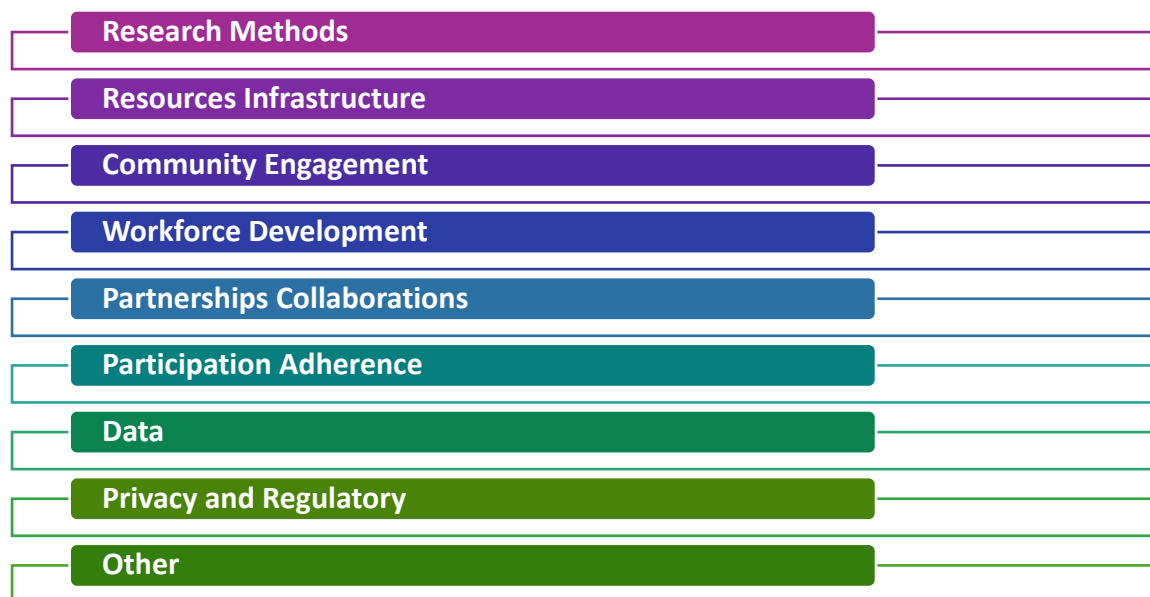 Research Methods
Resources Infrastructure
Community Engagement
Workforce Development
Partnerships Collaborations
Participation Adherence
Data
Privacy and Regulatory
Other